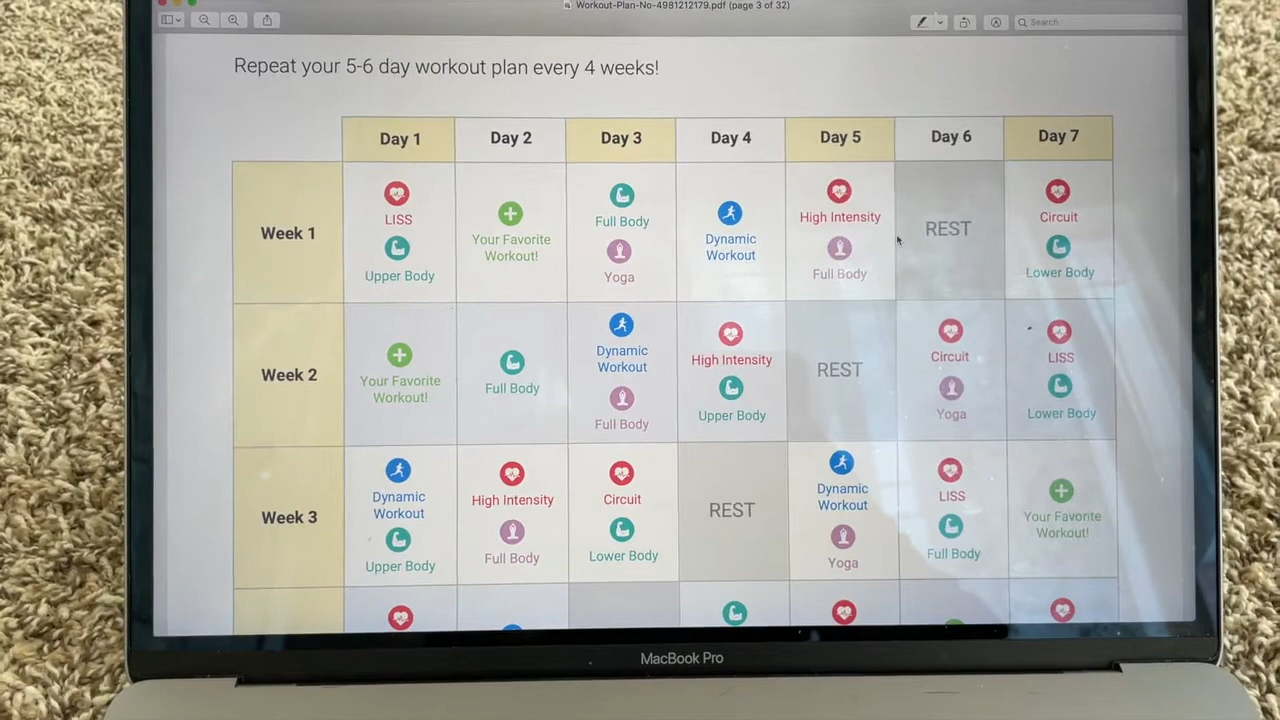 Workout-Plan-No-4981212179.pdf (page 3 of 32)
Search
Repeat your 5-6 day workout plan every 4 weeks!
Day 1
Day 2
Day 3
Day 4
Day 5
Day 6
Day 7
Week 1
LISS
Upper Body
Your Favorite
Workout!
Full Body
Yoga
Dynamic
Workout
High Intensity
Full Body
REST
Circuit
Lower Body
Week 2
Your Favorite
Workout!
Full Body
Dynamic
Workout
Full Body
High Intensity
Upper Body
REST
Circuit
Yoga
LISS
Lower Body
Week 3
Dynamic
Workout
Upper Body
High Intensity
Full Body
Circuit
Lower Body
REST
Dynamic
Workout
Yoga
LISS
Full Body
Your Favorite
Workout!
MacBook Pro